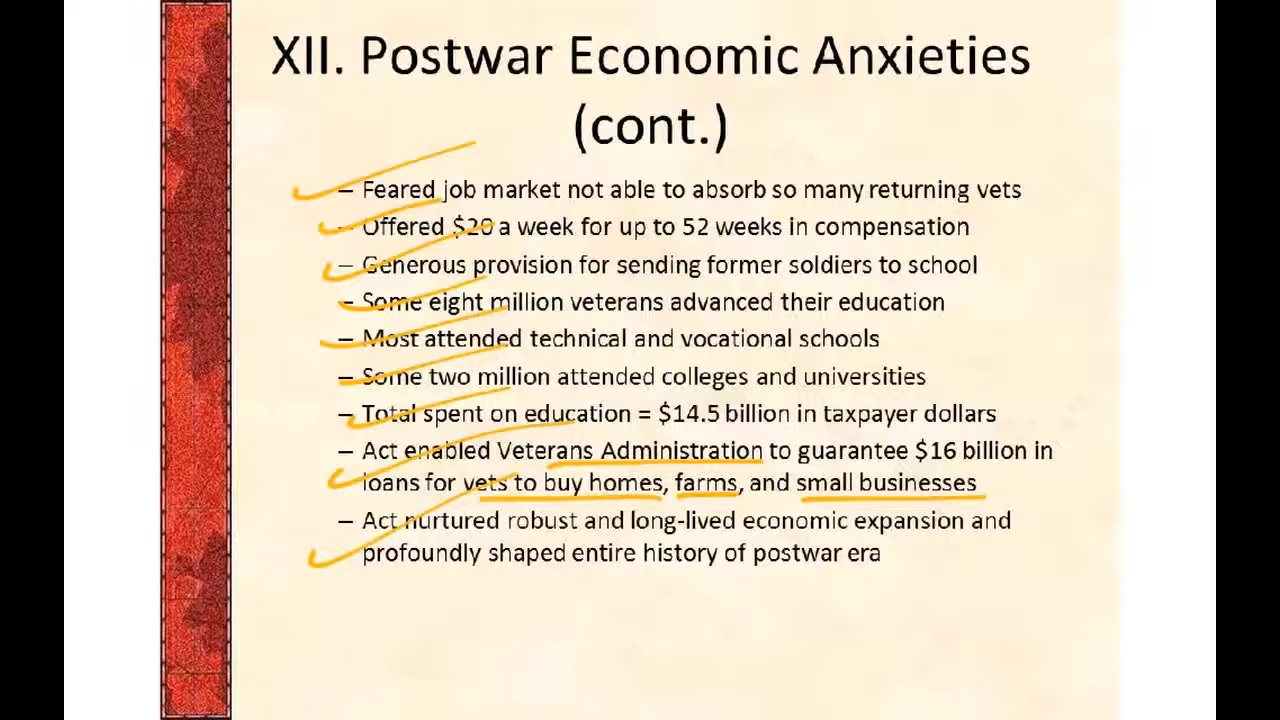 XII. Postwar Economic Anxieties
(cont.)
– Feared job market not able to absorb so many returning vets
– Offered $20 a week for up to 52 weeks in compensation
– Generous provision for sending former soldiers to school
– Some eight million veterans advanced their education
– Most attended technical and vocational schools
– Some two million attended colleges and universities
– Total spent on education = $14.5 billion in taxpayer dollars
– Act enabled Veterans Administration to guarantee $16 billion in
loans for vets to buy homes, farms, and small businesses
– Act nurtured robust and long-lived economic expansion and
profoundly shaped entire history of postwar era